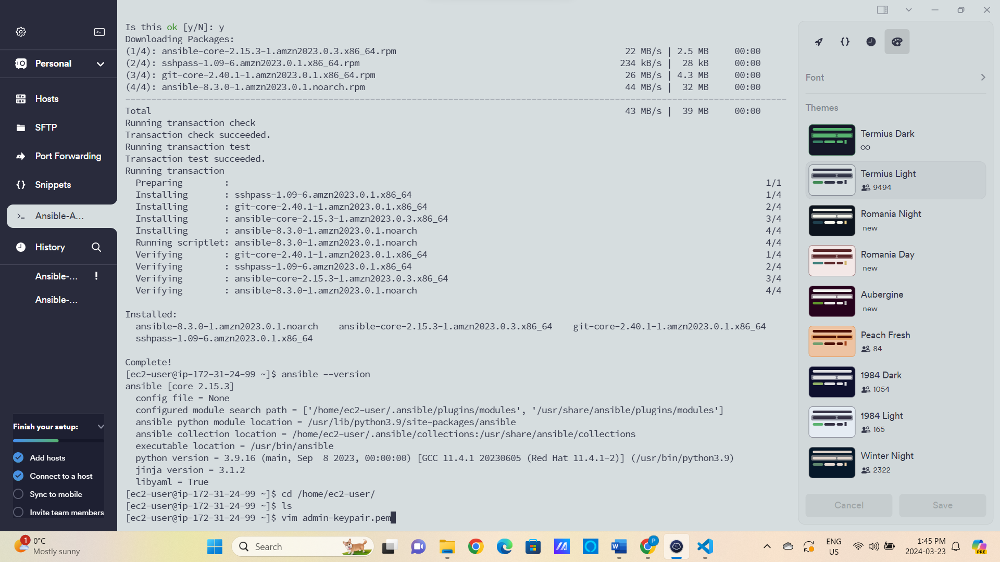 Personal
Hosts
SFTP
Port Forwarding
Snippets
Ansible-A...
History
Ansible-... !
Ansible-...
Finish your setup:
Add hosts
Connect to a host
Sync to mobile
Invite team members
Is this ok [y/N]: y
Downloading Packages:
(1/4): ansible-core-2.15.3-1.amzn2023.0.3.x86_64.rpm 22 MB/s | 2.5 MB 00:00
(2/4): sshpass-1.09-6.amzn2023.0.1.x86_64.rpm 234 kB/s | 28 kB 00:00
(3/4): git-core-2.40.1-1.amzn2023.0.1.x86_64.rpm 26 MB/s | 4.3 MB 00:00
(4/4): ansible-8.3.0-1.amzn2023.0.1.noarch.rpm 44 MB/s | 32 MB 00:00
--------------------------------------------------------------------------------
Total 43 MB/s | 39 MB 00:00
Running transaction check
Transaction check succeeded.
Running transaction test
Transaction test succeeded.
Running transaction
Preparing : 1/1
Installing : sshpass-1.09-6.amzn2023.0.1.x86_64 1/4
Installing : git-core-2.40.1-1.amzn2023.0.1.x86_64 2/4
Installing : ansible-core-2.15.3-1.amzn2023.0.3.x86_64 3/4
Installing : ansible-8.3.0-1.amzn2023.0.1.noarch 4/4
Running scriptlet: ansible-8.3.0-1.amzn2023.0.1.noarch 4/4
Verifying : git-core-2.40.1-1.amzn2023.0.1.x86_64 1/4
Verifying : sshpass-1.09-6.amzn2023.0.1.x86_64 2/4
Verifying : ansible-core-2.15.3-1.amzn2023.0.3.x86_64 3/4
Verifying : ansible-8.3.0-1.amzn2023.0.1.noarch 4/4
Installed:
ansible-8.3.0-1.amzn2023.0.1.noarch ansible-core-2.15.3-1.amzn2023.0.3.x86_64 git-core-2.40.1-1.amzn2023.0.1.x86_64
sshpass-1.09-6.amzn2023.0.1.x86_64
Complete!
[ec2-user@ip-172-31-24-99 ~]$ ansible --version
ansible [core 2.15.3]
config file = None
configured module search path = ['/home/ec2-user/.ansible/plugins/modules', '/usr/share/ansible/plugins/modules']
ansible python module location = /usr/lib/python3.9/site-packages/ansible
ansible collection location = /home/ec2-user/.ansible/collections:/usr/share/ansible/collections
executable location = /usr/bin/ansible
python version = 3.9.16 (main, Sep  8 2023, 00:00:00) [GCC 11.4.1 20230605 (Red Hat 11.4.1-2)] (/usr/bin/python3.9)
jinja version = 3.1.2
libyaml = True
[ec2-user@ip-172-31-24-99 ~]$ cd /home/ec2-user/
[ec2-user@ip-172-31-24-99 ~]$ ls
[ec2-user@ip-172-31-24-99 ~]$ vim admin-keypair.pem
Font
Themes
Termius Dark
∞
Termius Light
9494
Romania Night
new
Romania Day
new
Aubergine
new
Peach Fresh
84
1984 Dark
1054
1984 Light
165
Winter Night
2322
Cancel Save
1 0°C
Mostly sunny
Search
W
P
ENG
US
1:45 PM
2024-03-23
PRE